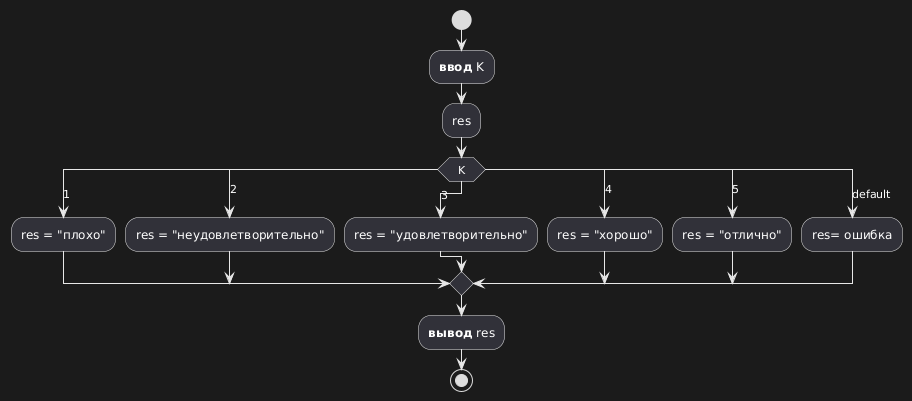 ввод K
res
K
1
2
3
4
5
default
res = "плохо"
res = "неудовлетворительно"
res = "удовлетворительно"
res = "хорошо"
res = "отлично"
res= ошибка
вывод res